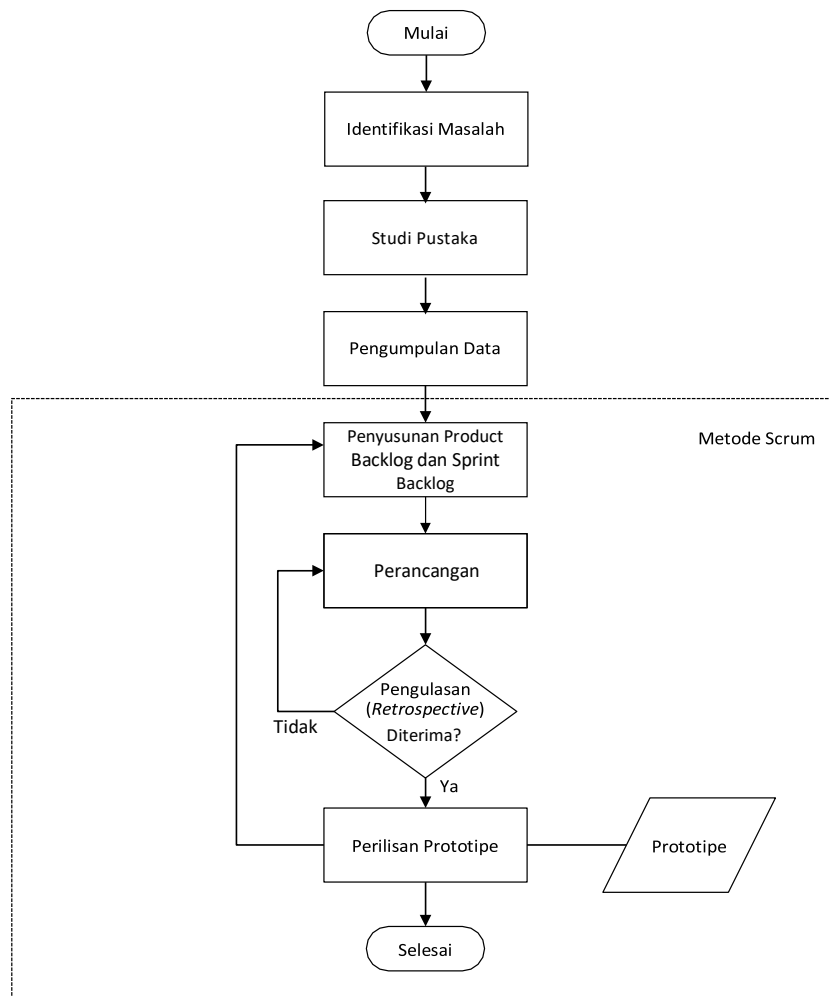 Mulai
Identifikasi Masalah
Studi Pustaka
Pengumpulan Data
Metode Scrum
Penyusunan Product
Backlog dan Sprint
Backlog
Perancangan
Pengulasan
(Retrospective)
Diterima?
Tidak
Ya
Perilisan Prototipe
Prototipe
Selesai